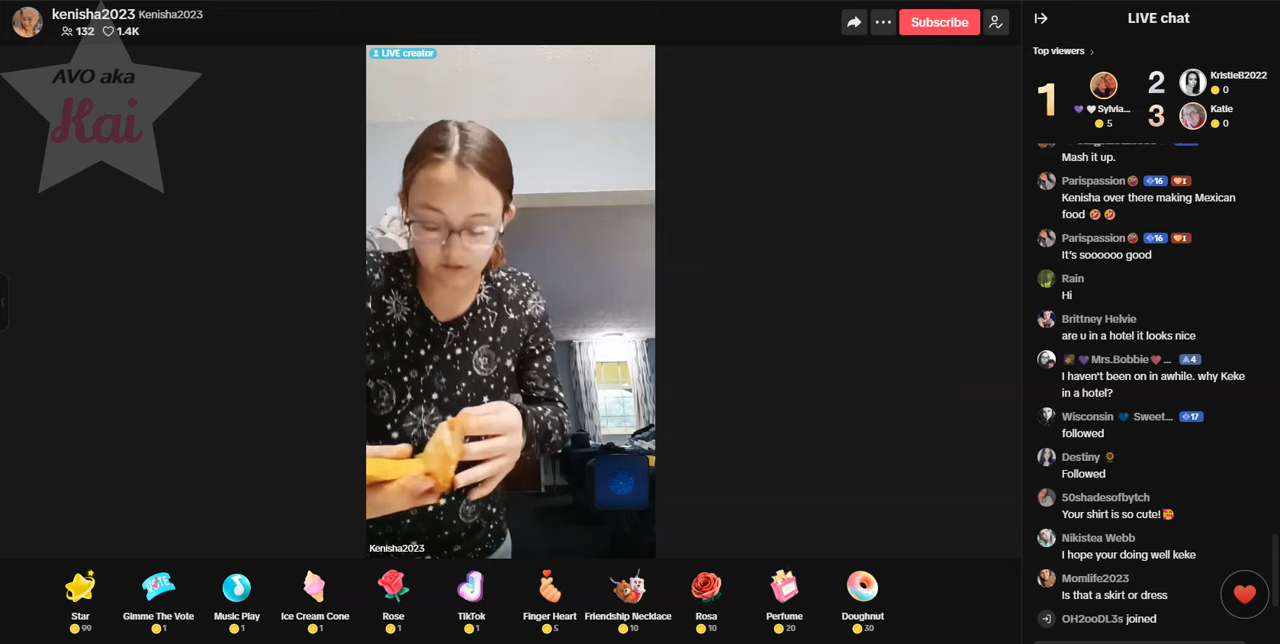 kenisha2023 Kenisha2023
132 1.4K
Subscribe
AVO aka
Kai
LIVE creator
Kenisha2023
Star
99
Gimme The Vote
1
Music Play
1
Ice Cream Cone
1
Rose
1
TikTok
1
Finger Heart
5
Friendship Necklace
10
Rosa
10
Perfume
20
Doughnut
30
LIVE chat
Top viewers
1
💜 🤍 Sylvia...
5
2
KristieB2022
0
3
Katie
0
Mash it up.
Parispassion 16 I
Kenisha over there making Mexican
food 🤣 🤣
Parispassion 16 I
It's soooooo good
Rain
Hi
Brittney Helvie
are u in a hotel it looks nice
💜Mrs.Bobbie ... 4
I haven't been on in awhile. why Keke
in a hotel?
Wisconsin 💙 Sweet... 17
followed
Destiny 🌻
Followed
50shadesofbytch
Your shirt is so cute!🥰
Nikistea Webb
I hope your doing well keke
Momlife2023
Is that a skirt or dress
OH2ooDL3s joined